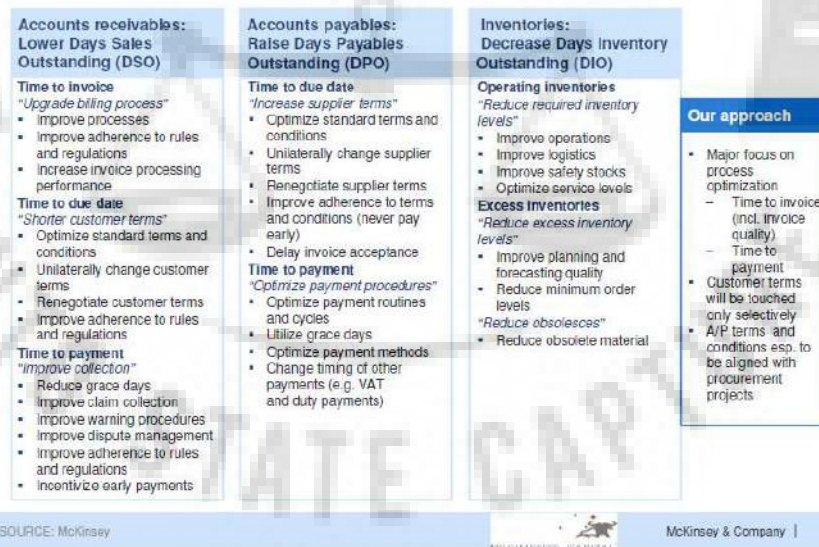 Accounts receivables:
Lower Days Sales
Outstanding (DSO)
Time to invoice
"Upgrade billing process"
▪ Improve processes
▪ Improve adherence to rules
and regulations
▪ Increase invoice processing
performance
Time to due date
"Shorter customer terms"
▪ Optimize standard terms and
conditions
▪ Unilaterally change customer
terms
▪ Renegotiate customer terms
▪ Improve adherence to rules
and regulations
Time to payment
"Improve collection"
▪ Reduce grace days
▪ Improve claim collection
▪ Improve warning procedures
▪ Improve dispute management
▪ Improve adherence to rules
and regulations
▪ Incentivize early payments
Accounts payables:
Raise Days Payables
Outstanding (DPO)
Time to due date
"Increase supplier terms"
▪ Optimize standard terms and
conditions
▪ Unilaterally change supplier
terms
▪ Renegotiate supplier terms
▪ Improve adherence to terms
and conditions (never pay
early)
▪ Delay invoice acceptance
Time to payment
"Optimize payment procedures"
▪ Optimize payment routines
and cycles
▪ Utilize grace days
▪ Optimize payment methods
▪ Change timing of other
payments (e.g. VAT
and duty payments)
Inventories:
Decrease Days Inventory
Outstanding (DIO)
Operating inventories
"Reduce required inventory
levels"
▪ Improve operations
▪ Improve logistics
▪ Improve safety stocks
▪ Optimize service levels
Excess inventories
"Reduce excess inventory
levels"
▪ Improve planning and
forecasting quality
▪ Reduce minimum order
levels
"Reduce obsolesces"
▪ Reduce obsolete material
Our approach
▪ Major focus on
process
optimization
– Time to invoice
(incl. invoice
quality)
– Time to
payment
▪ Customer terms
will be touched
only selectively
▪ A/P terms and
conditions esp. to
be aligned with
procurement
projects
STATE CAPT
SOURCE: McKinsey
McKinsey & Company |